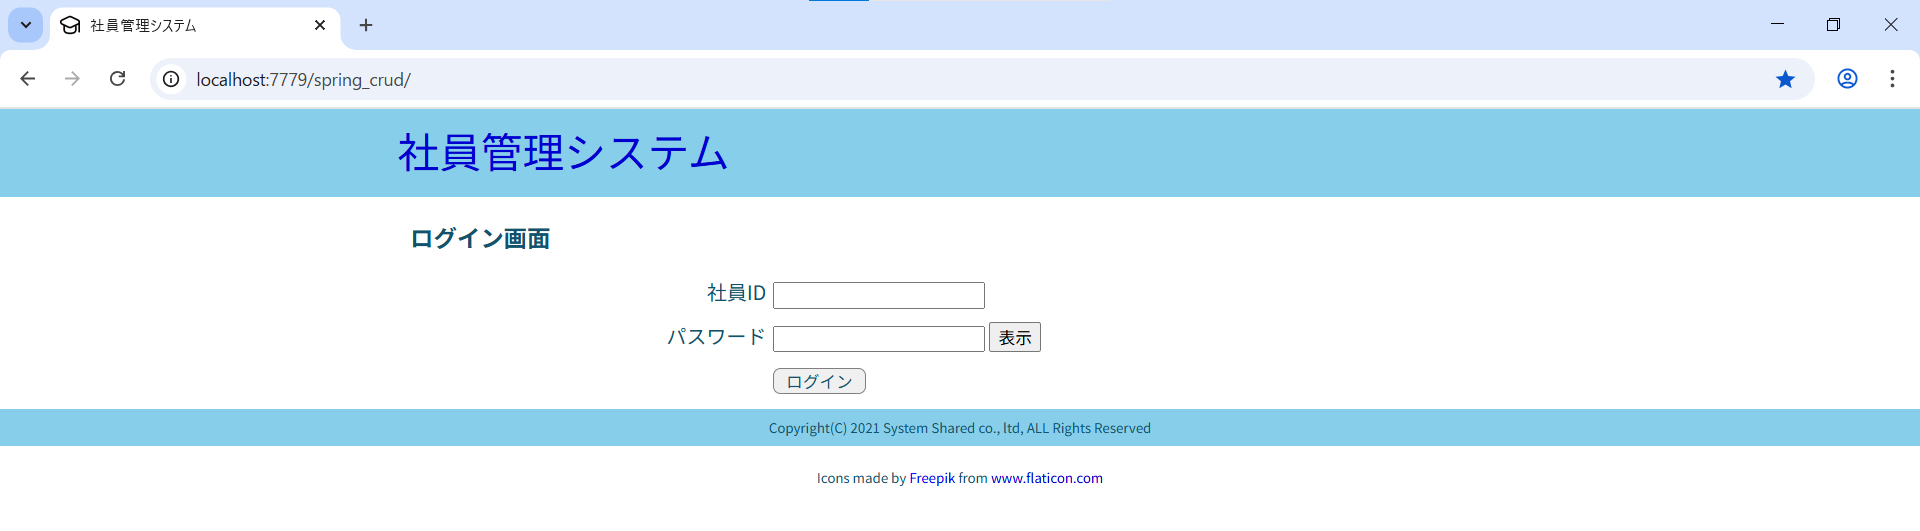 社員管理システム
localhost:7779/spring_crud/
社員管理システム
ログイン画面
社員ID
パスワード 表示
ログイン
Copyright(C) 2021 System Shared co., ltd, ALL Rights Reserved
Icons made by Freepik from www.flaticon.com